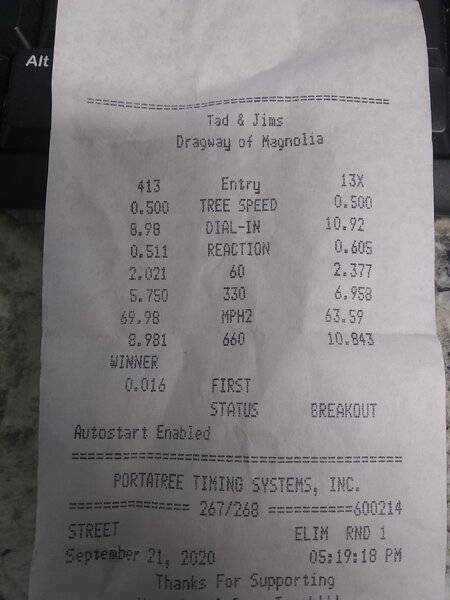 Alt
===========================================
Tad & Jims
Dragway of Magnolia
413 Entry 13X
0.500 TREE SPEED 0.500
8.98 DIAL-IN 10.92
0.511 REACTION 0.605
2.021 60 2.377
5.750 330 6.958
69.98 MPH2 63.59
8.981 660 10.843
WINNER
0.016 FIRST
STATUS BREAKOUT
Autostart Enabled
===========================================
PORTATREE TIMING SYSTEMS, INC.
================ 267/268 ==========600214
STREET ELIM RND 1
September 21, 2020 05:19:18 PM
Thanks For Supporting